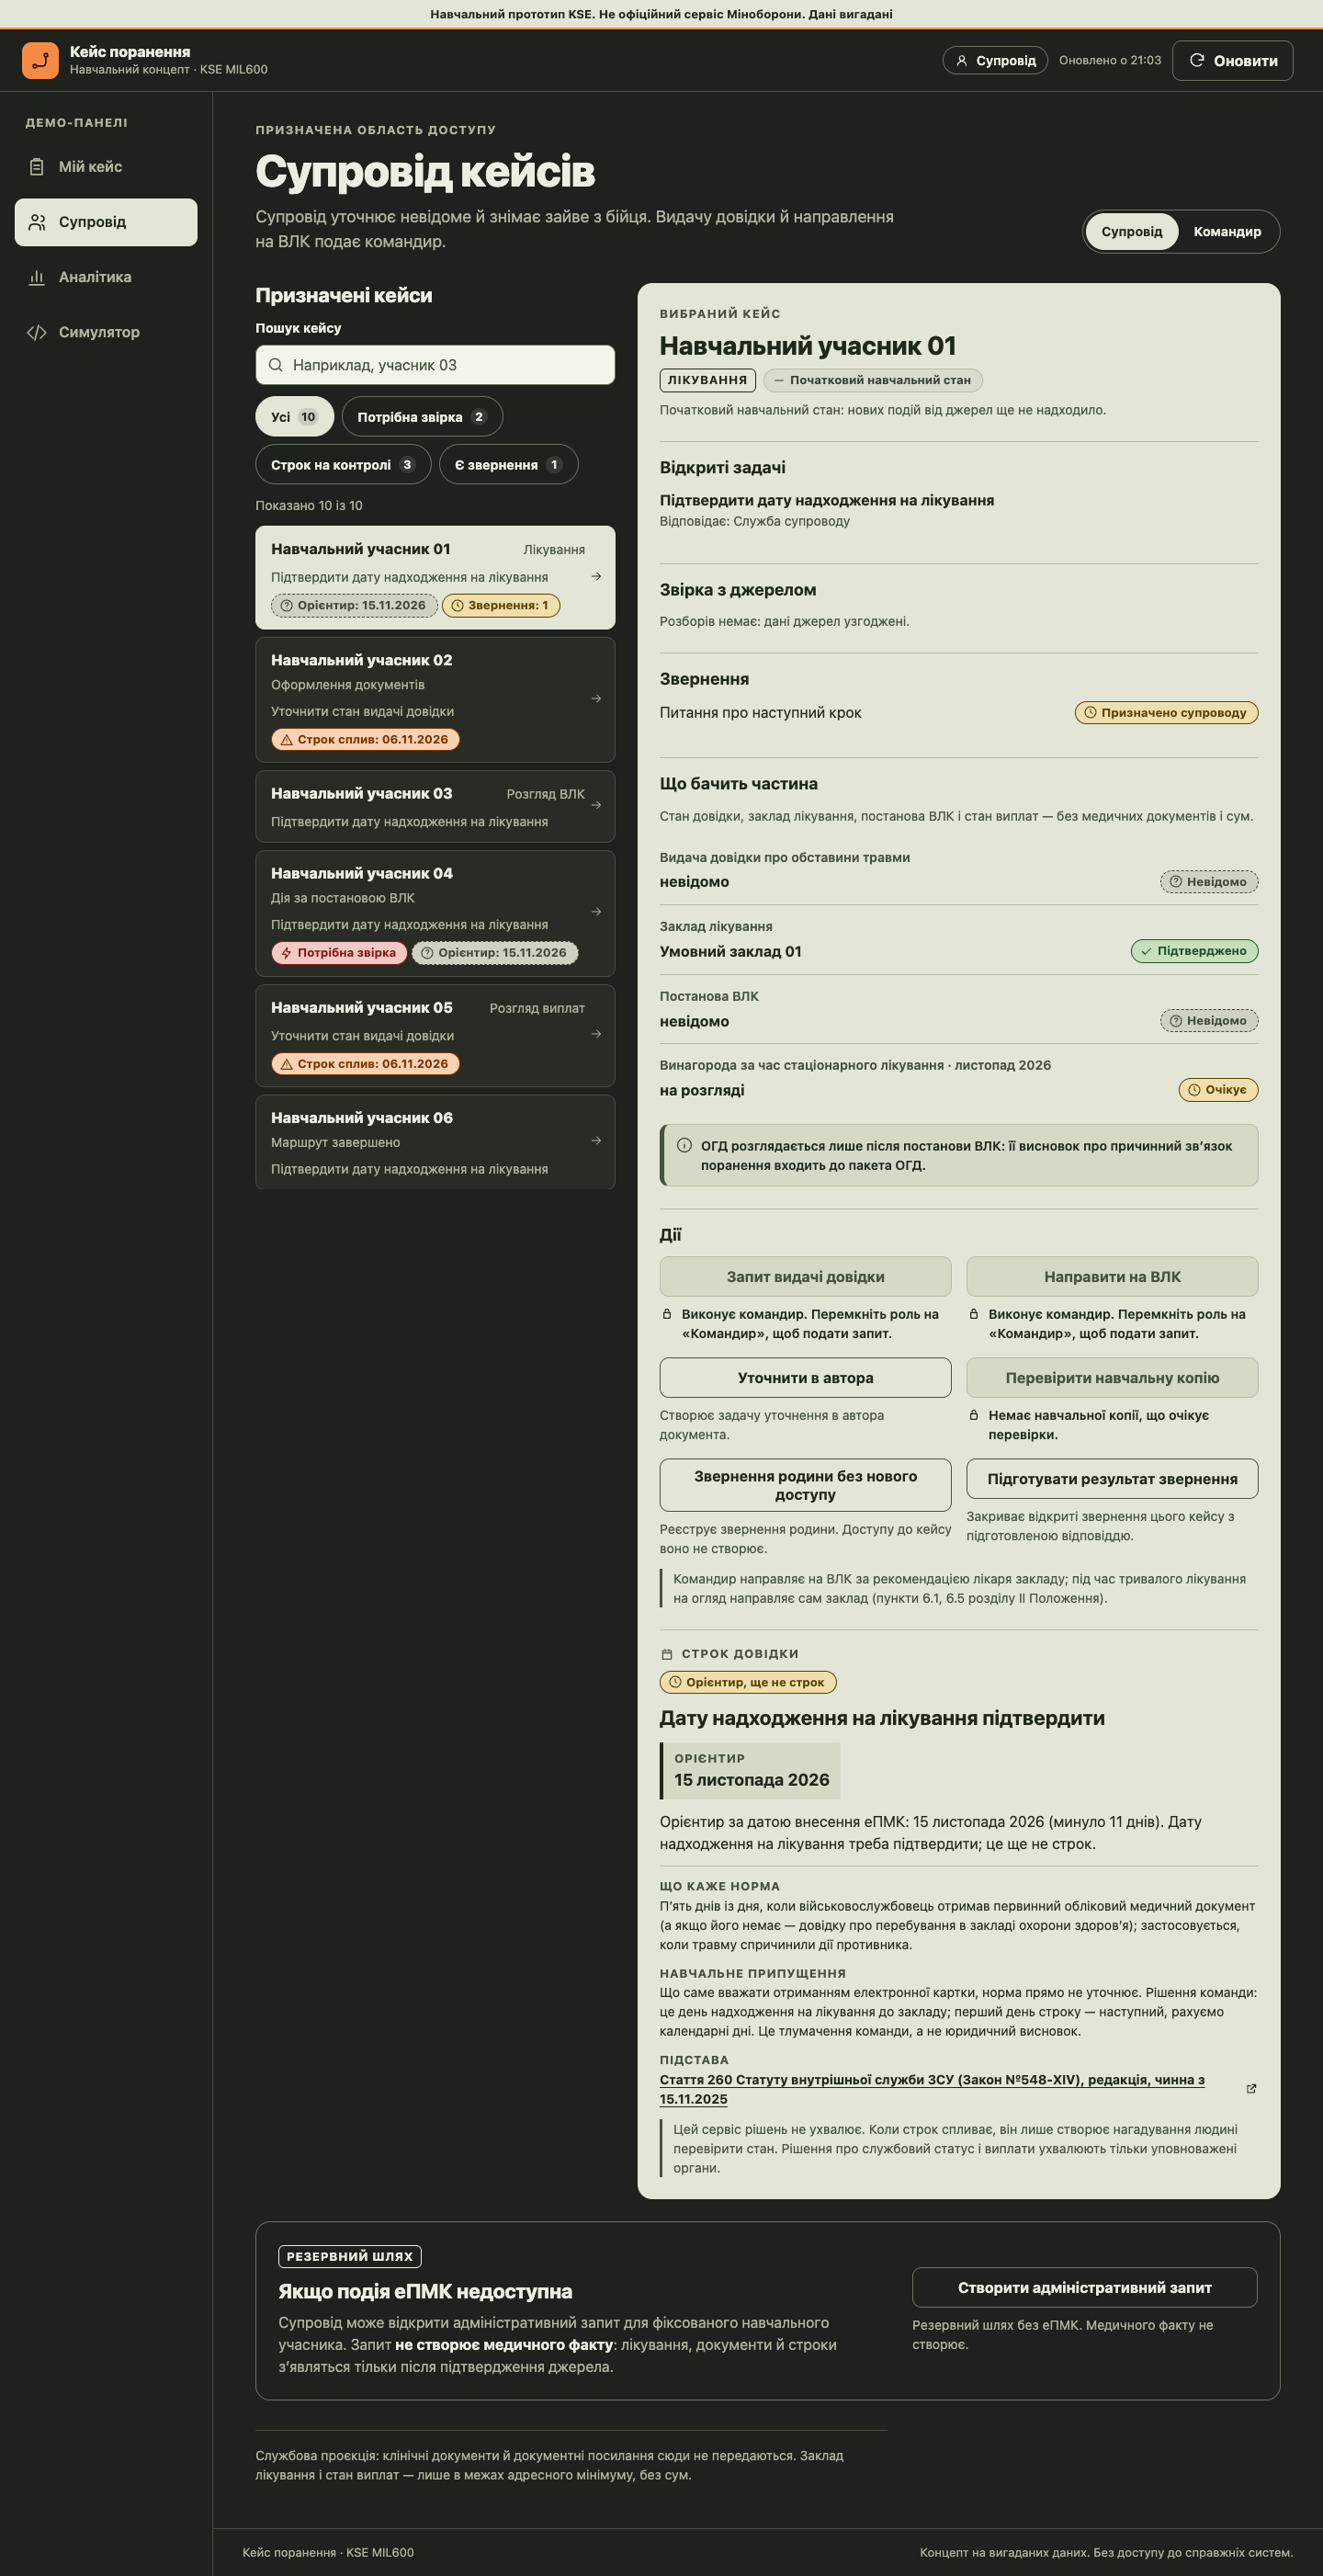 Навчальний прототип KSE. Не офіційний сервіс Міноборони. Дані вигадані
Кейс поранення
Навчальний концепт · KSE MIL600
Супровід
Оновлено о 21:03
Оновити
ДЕМО-ПАНЕЛІ
Мій кейс
Супровід
Аналітика
Симулятор
ПРИЗНАЧЕНА ОБЛАСТЬ ДОСТУПУ
Супровід кейсів
Супровід уточнює невідоме й знімає зайве з бійця. Видачу довідки й направлення
на ВЛК подає командир.
Супровід
Командир
Призначені кейси
Пошук кейсу
Наприклад, учасник 03
Усі 10
Потрібна звірка 2
Строк на контролі 3
Є звернення 1
Показано 10 із 10
Навчальний учасник 01
Лікування
Підтвердити дату надходження на лікування
Орієнтир: 15.11.2026
Звернення: 1
Навчальний учасник 02
Оформлення документів
Уточнити стан видачі довідки
Строк сплив: 06.11.2026
Навчальний учасник 03
Розгляд ВЛК
Підтвердити дату надходження на лікування
Навчальний учасник 04
Дія за постановою ВЛК
Підтвердити дату надходження на лікування
Потрібна звірка
Орієнтир: 15.11.2026
Навчальний учасник 05
Розгляд виплат
Уточнити стан видачі довідки
Строк сплив: 06.11.2026
Навчальний учасник 06
Маршрут завершено
Підтвердити дату надходження на лікування
ВИБРАНИЙ КЕЙС
Навчальний учасник 01
ЛІКУВАННЯ
Початковий навчальний стан
Початковий навчальний стан: нових подій від джерел ще не надходило.
Відкриті задачі
Підтвердити дату надходження на лікування
Відповідає: Служба супроводу
Звірка з джерелом
Розборів немає: дані джерел узгоджені.
Звернення
Питання про наступний крок
Призначено супроводу
Що бачить частина
Стан довідки, заклад лікування, постанова ВЛК і стан виплат — без медичних документів і сум.
Видача довідки про обставини травми
невідомо
Невідомо
Заклад лікування
Умовний заклад 01
Підтверджено
Постанова ВЛК
невідомо
Невідомо
Винагорода за час стаціонарного лікування · листопад 2026
на розгляді
Очікує
ОГД розглядається лише після постанови ВЛК: її висновок про причинний зв’язок
поранення входить до пакета ОГД.
Дії
Запит видачі довідки
Виконує командир. Перемкніть роль на
«Командир», щоб подати запит.
Направити на ВЛК
Виконує командир. Перемкніть роль на
«Командир», щоб подати запит.
Уточнити в автора
Створює задачу уточнення в автора
документа.
Перевірити навчальну копію
Немає навчальної копії, що очікує
перевірки.
Звернення родини без нового
доступу
Реєструє звернення родини. Доступу до кейсу
воно не створює.
Підготувати результат звернення
Закриває відкриті звернення цього кейсу з
підготовленою відповіддю.
Командир направляє на ВЛК за рекомендацією лікаря закладу; під час тривалого лікування
на огляд направляє сам заклад (пункти 6.1, 6.5 розділу II Положення).
СТРОК ДОВІДКИ
Орієнтир, ще не строк
Дату надходження на лікування підтвердити
ОРІЄНТИР
15 листопада 2026
Орієнтир за датою внесення еПМК: 15 листопада 2026 (минуло 11 днів). Дату
надходження на лікування треба підтвердити; це ще не строк.
ЩО КАЖЕ НОРМА
П’ять днів із дня, коли військовослужбовець отримав первинний обліковий медичний документ
(а якщо його немає — довідку про перебування в закладі охорони здоров’я); застосовується,
коли травму спричинили дії противника.
НАВЧАЛЬНЕ ПРИПУЩЕННЯ
Що саме вважати отриманням електронної картки, норма прямо не уточнює. Рішення команди:
це день надходження на лікування до закладу; перший день строку — наступний, рахуємо
календарні дні. Це тлумачення команди, а не юридичний висновок.
ПІДСТАВА
Стаття 260 Статуту внутрішньої служби ЗСУ (Закон №548-XIV), редакція, чинна з
15.11.2025
Цей сервіс рішень не ухвалює. Коли строк спливає, він лише створює нагадування людині
перевірити стан. Рішення про службовий статус і виплати ухвалюють тільки уповноважені
органи.
РЕЗЕРВНИЙ ШЛЯХ
Якщо подія еПМК недоступна
Супровід може відкрити адміністративний запит для фіксованого навчального
учасника. Запит не створює медичного факту: лікування, документи й строки
з’являться тільки після підтвердження джерела.
Створити адміністративний запит
Резервний шлях без еПМК. Медичного факту не
створює.
Службова проєкція: клінічні документи й документні посилання сюди не передаються. Заклад
лікування і стан виплат — лише в межах адресного мінімуму, без сум.
Кейс поранення · KSE MIL600
Концепт на вигаданих даних. Без доступу до справжніх систем.